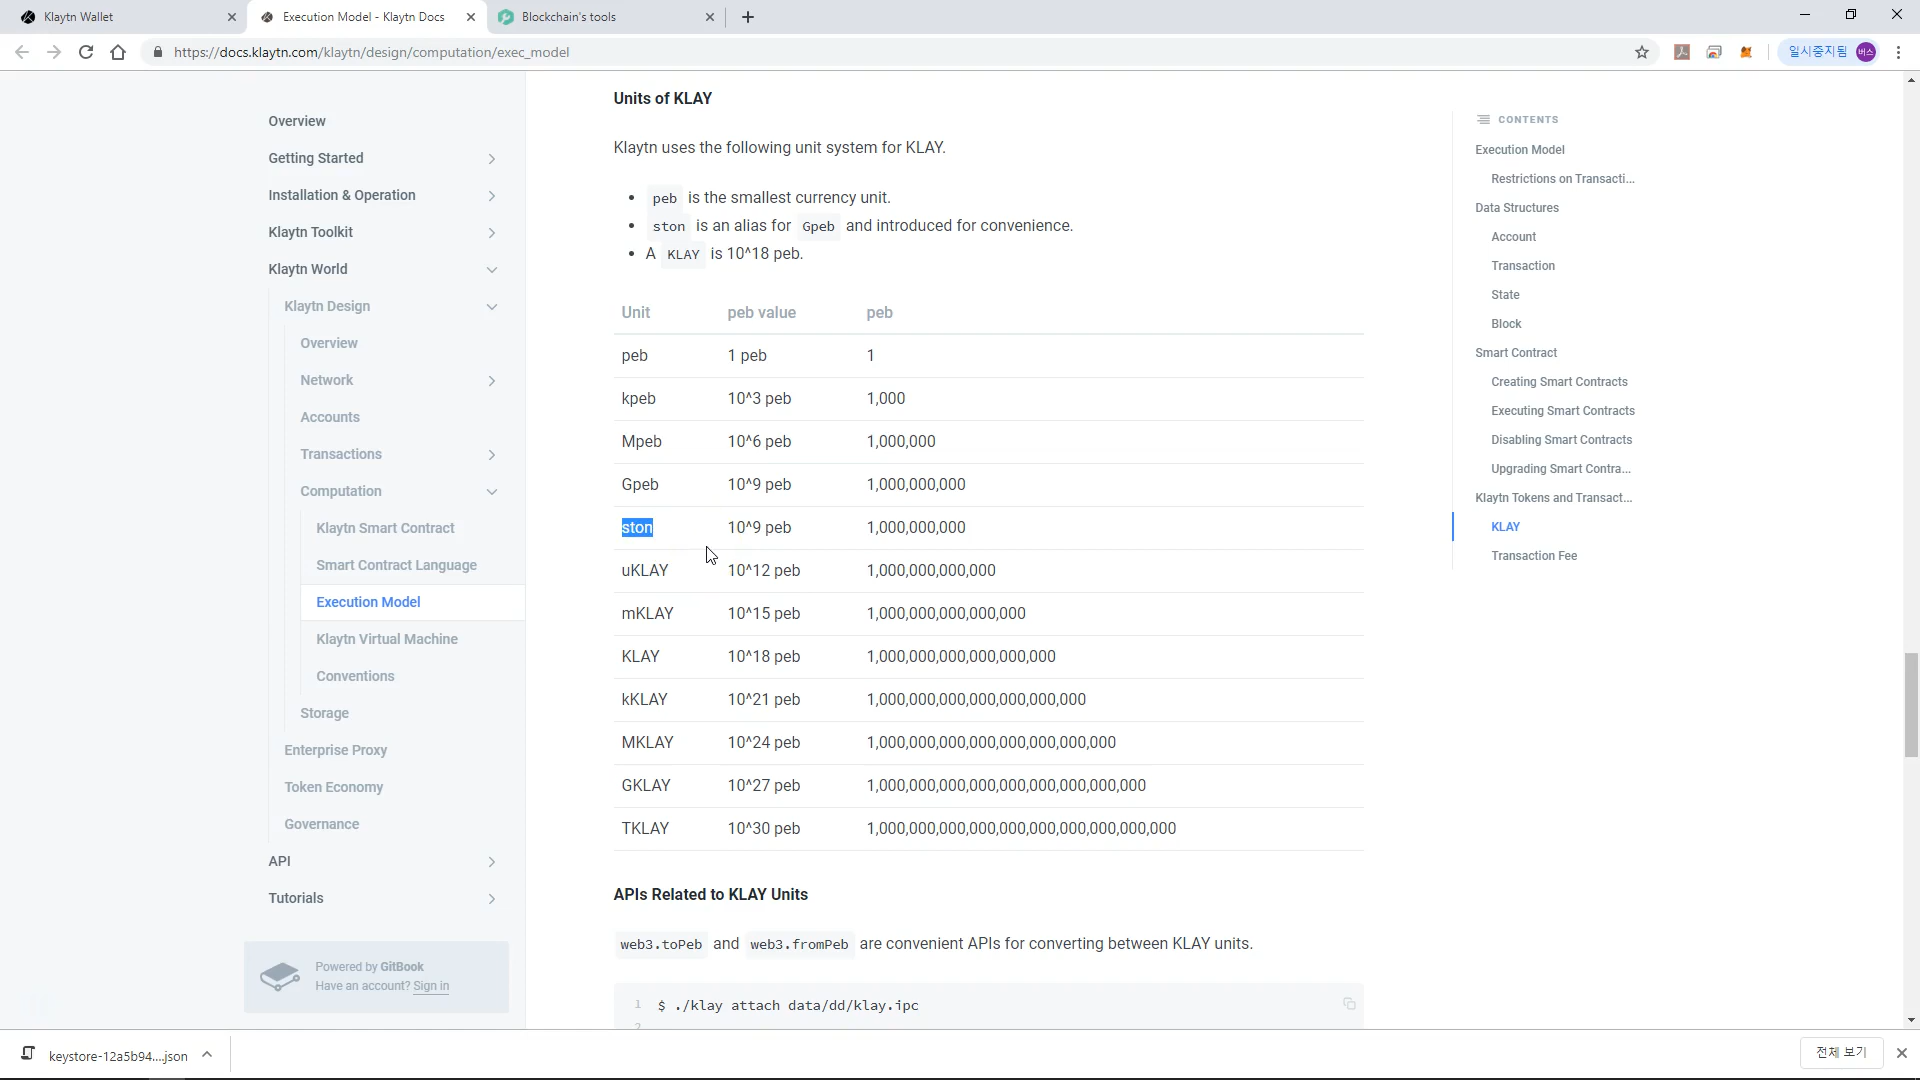 Klaytn Wallet
Execution Model - Klaytn Docs
Blockchain's tools
https://docs.klaytn.com/klaytn/design/computation/exec_model
일시중지됨
버스
Overview
Getting Started
Installation & Operation
Klaytn Toolkit
Klaytn World
Klaytn Design
Overview
Network
Accounts
Transactions
Computation
Klaytn Smart Contract
Smart Contract Language
Execution Model
Klaytn Virtual Machine
Conventions
Storage
Enterprise Proxy
Token Economy
Governance
API
Tutorials
Powered by GitBook
Have an account? Sign in
Units of KLAY
Klaytn uses the following unit system for KLAY.
• peb is the smallest currency unit.
• ston is an alias for Gpeb and introduced for convenience.
• A KLAY is 10^18 peb.
Unit peb value peb
peb 1 peb 1
kpeb 10^3 peb 1,000
Mpeb 10^6 peb 1,000,000
Gpeb 10^9 peb 1,000,000,000
ston 10^9 peb 1,000,000,000
uKLAY 10^12 peb 1,000,000,000,000
mKLAY 10^15 peb 1,000,000,000,000,000
KLAY 10^18 peb 1,000,000,000,000,000,000
kKLAY 10^21 peb 1,000,000,000,000,000,000,000
MKLAY 10^24 peb 1,000,000,000,000,000,000,000,000
GKLAY 10^27 peb 1,000,000,000,000,000,000,000,000,000
TKLAY 10^30 peb 1,000,000,000,000,000,000,000,000,000,000
APIs Related to KLAY Units
web3.toPeb and web3.fromPeb are convenient APIs for converting between KLAY units.
1 $ ./klay attach data/dd/klay.ipc
2
CONTENTS
Execution Model
Restrictions on Transacti...
Data Structures
Account
Transaction
State
Block
Smart Contract
Creating Smart Contracts
Executing Smart Contracts
Disabling Smart Contracts
Upgrading Smart Contra...
Klaytn Tokens and Transact...
KLAY
Transaction Fee
keystore-12a5b94....json
전체 보기